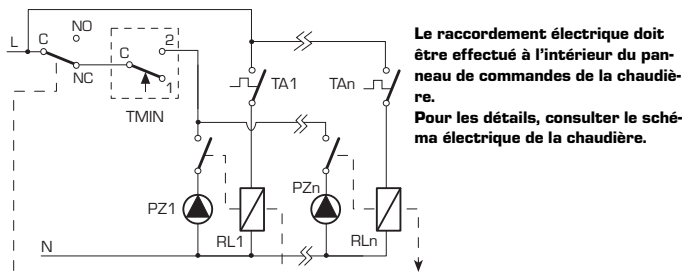 NO
L
C
NC
C
2
1
TMIN
TA1
TAn
PZ1
RL1
PZn
RLn
N
Le raccordement électrique doit
être effectué à l'intérieur du pan-
neau de commandes de la chaudiè-
re.
Pour les détails, consulter le sché-
ma électrique de la chaudière.